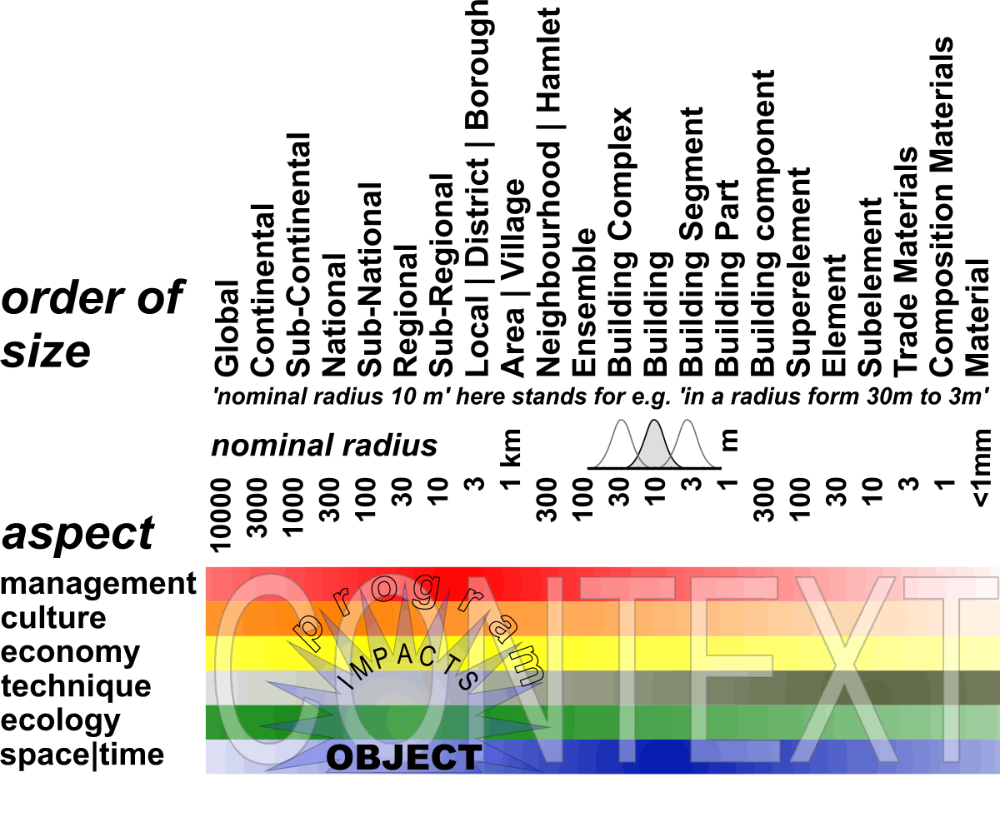 order of
size
Global
Continental
Sub-Continental
National
Sub-National
Regional
Sub-Regional
Local | District | Borough
Area | Village
Neighbourhood | Hamlet
Ensemble
Building Complex
Building
Building Segment
Building Part
Building component
Superelement
Element
Subelement
Trade Materials
Composition Materials
Material
'nominal radius 10 m' here stands for e.g. 'in a radius form 30m to 3m'
nominal radius
10000
3000
1000
300
100
30
10
3
1 km
300
100
30
10
3
1 m
300
100
30
10
3
1
<1mm
aspect
management
culture
economy
technique
ecology
space|time
CONTEXT
program
IMPACTS
OBJECT